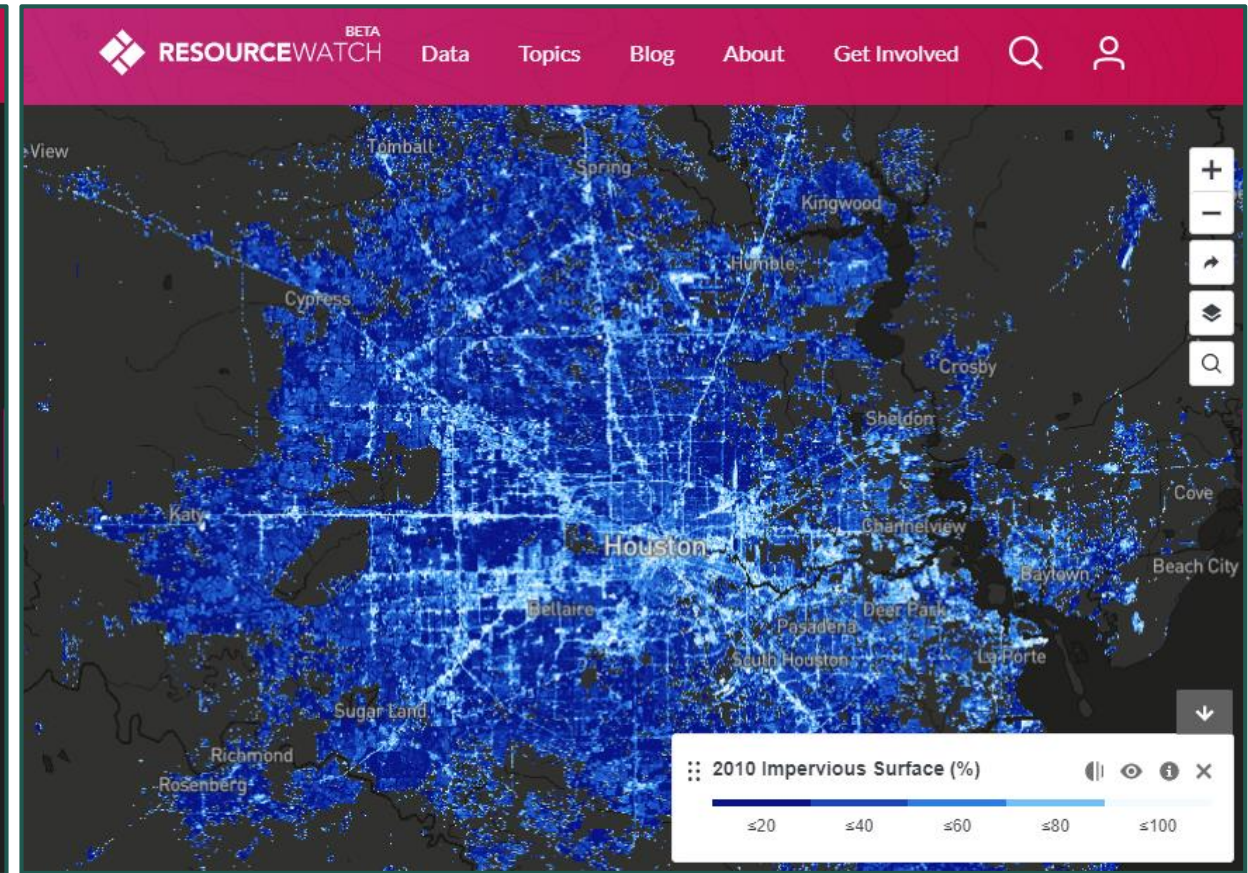 BETA
RESOURCEWATCH Data Topics Blog About Get Involved
View
Tomball
Spring
Kingwood
Humble
Cypress
Crosby
Sheldon
Katy
Cove
Channelview
Houston
Baytown
Beach City
Bellaire
Deer Park
Pasadena
South Houston
La Porte
Sugar Land
Richmond
Rosenberg
2010 Impervious Surface (%)
≤20 ≤40 ≤60 ≤80 ≤100